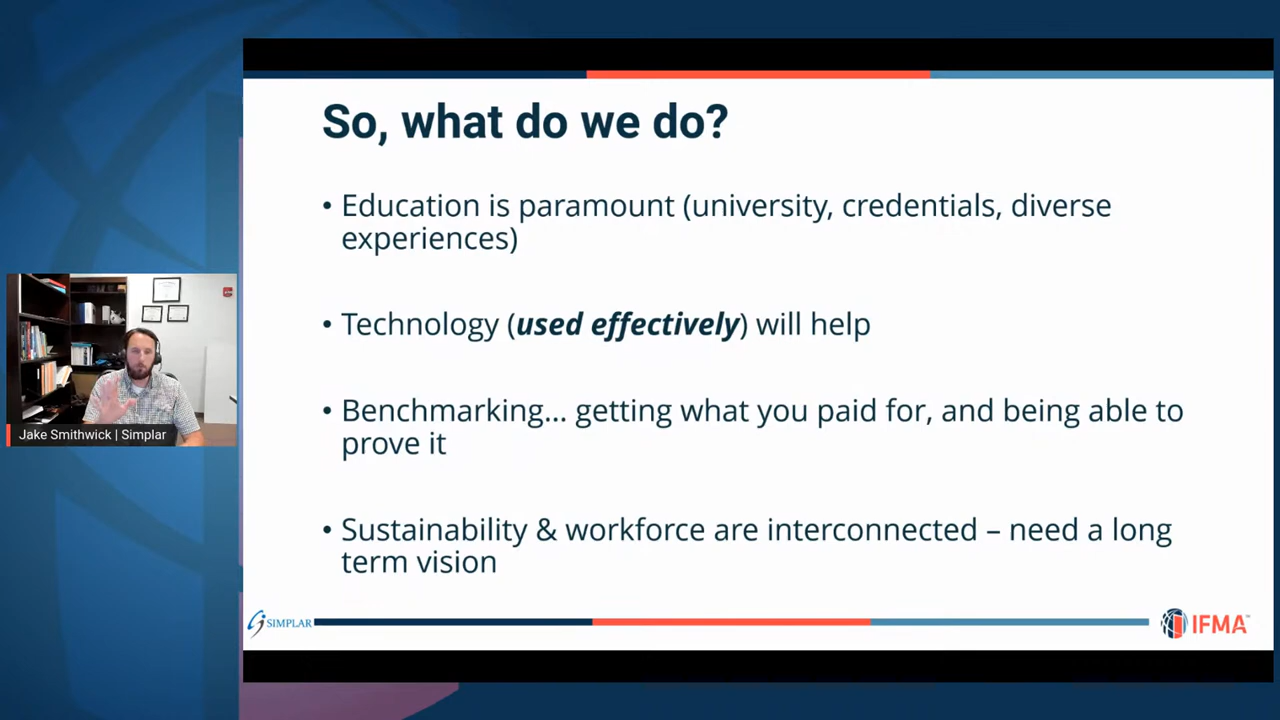 So, what do we do?
• Education is paramount (university, credentials, diverse
experiences)
• Technology (used effectively) will help
• Benchmarking... getting what you paid for, and being able to
prove it
• Sustainability & workforce are interconnected – need a long
term vision
Jake Smithwick | Simplar
SIMPLAR
IFMA™